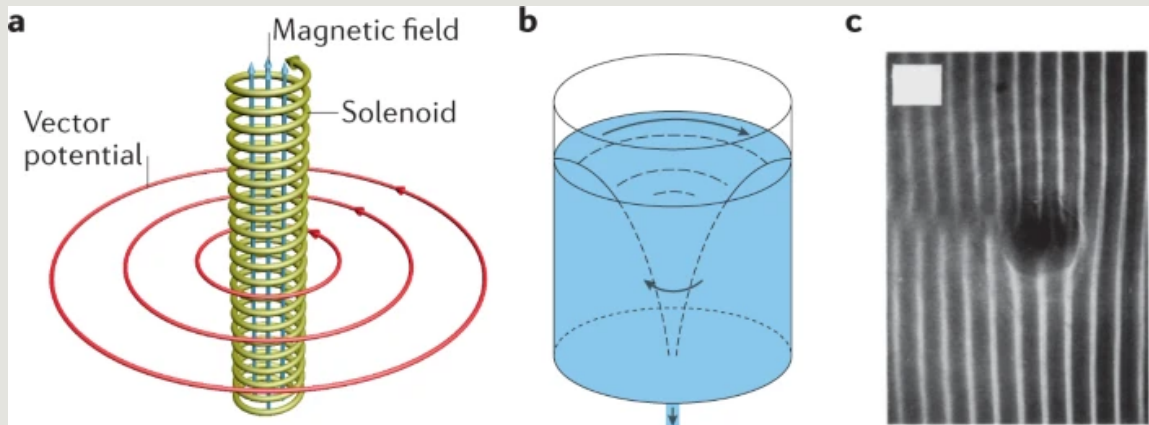 a
Magnetic field
Solenoid
Vector
potential
b
c